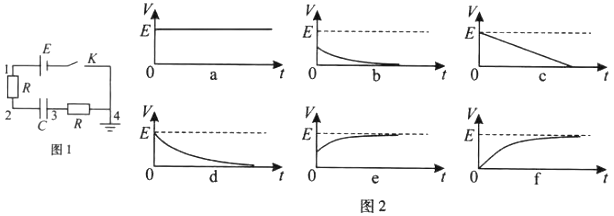 E K
1 R
2 C 3 R 4
图1
V E 0 t a
V E 0 t b
V E 0 t c
V E 0 t d
V E 0 t e
V E 0 t f
图2